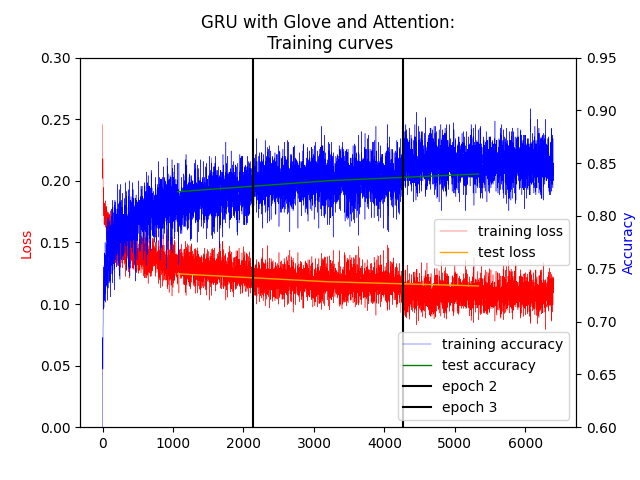 GRU with Glove and Attention:
Training curves
0.30
0.25
0.20
0.15
0.10
0.05
0.00
Loss
0.95
0.90
0.85
0.80
0.75
0.70
0.65
0.60
Accuracy
training loss
test loss
training accuracy
test accuracy
epoch 2
epoch 3
0
1000
2000
3000
4000
5000
6000